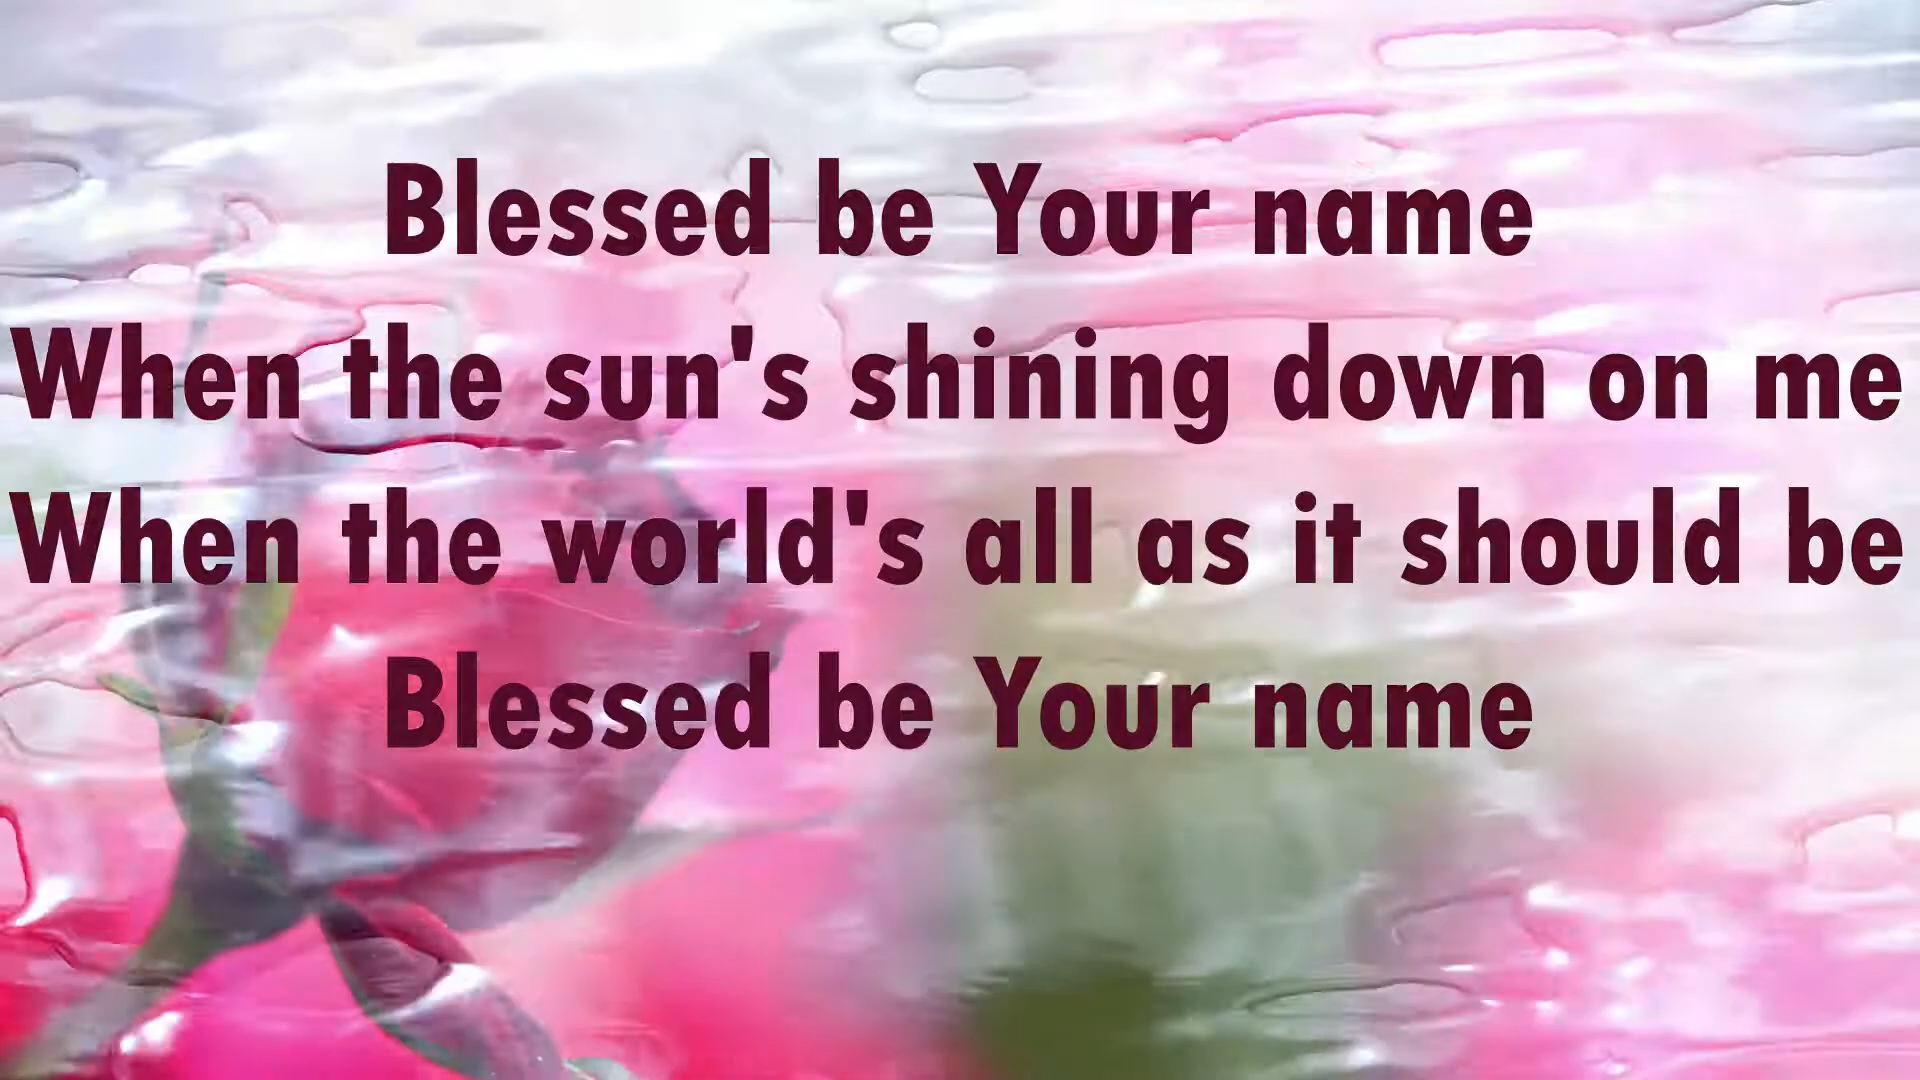 Blessed be Your name
When the sun's shining down on me
When the world's all as it should be
Blessed be Your name